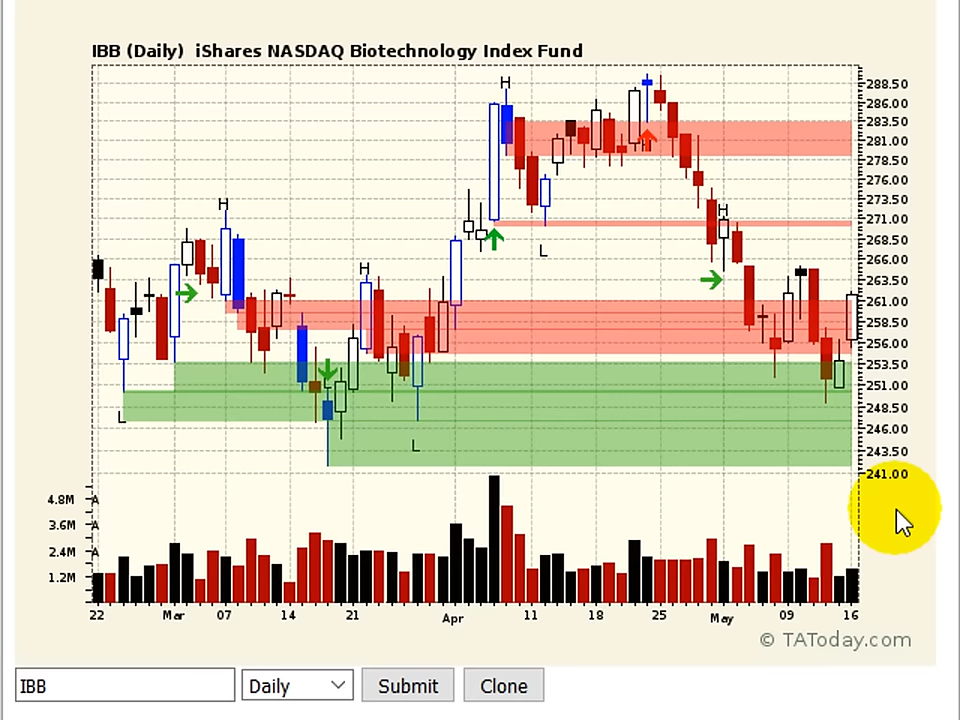 IBB (Daily)  iShares NASDAQ Biotechnology Index Fund
H
288.50
286.00
283.50
281.00
278.50
276.00
273.50
H
H
271.00
268.50
L
H
266.00
263.50
261.00
258.50
256.00
253.50
251.00
L
248.50
246.00
L
243.50
241.00
4.8M A
3.6M A
2.4M A
1.2M
22 Mar 07 14 21 Apr 11 18 25 May 09 16
© TAToday.com
IBB Daily Submit Clone